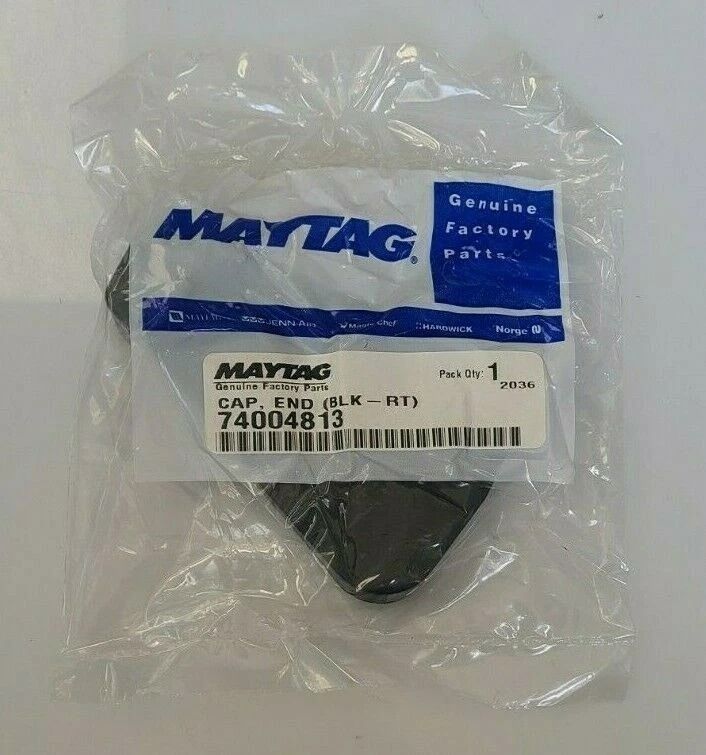 MAYTAG®
Genuine
Factory
Parts
MAYTAG JENN-AIR Magic Chef HARDWICK Norge
MAYTAG
Genuine Factory Parts
Pack Qty: 1
2036
CAP, END (BLK-RT)
74004813